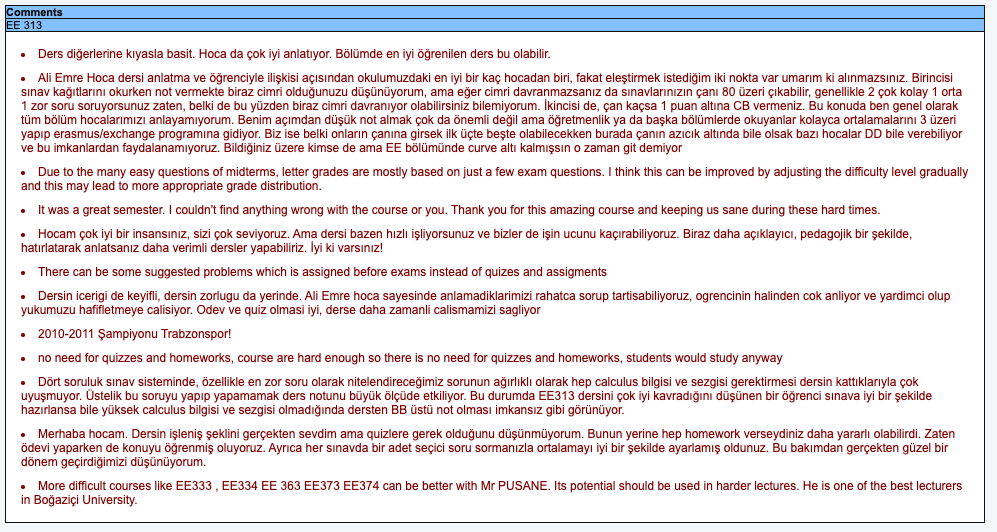 Comments
EE 313
• Ders diğerlerine kıyasla basit. Hoca da çok iyi anlatıyor. Bölümde en iyi öğrenilen ders bu olabilir.
• Ali Emre Hoca dersi anlatma ve öğrenciyle ilişkisi açısından okulumuzdaki en iyi bir kaç hocadan biri, fakat eleştirmek istediğim iki nokta var umarım ki alınmazsınız. Birincisi
sınav kağıtlarını okurken not vermekte biraz cimri olduğunuzu düşünüyorum, ama eğer cimri davranmazsanız da sınavlarınızın çanı 80 üzeri çıkabilir, genellikle 2 çok kolay 1 orta
1 zor soru soruyorsunuz zaten, belki de bu yüzden biraz cimri davranıyor olabilirsiniz bilemiyorum. İkincisi de, çan kaçsa 1 puan altına CB vermeniz. Bu konuda ben genel olarak
tüm bölüm hocalarımızı anlayamıyorum. Benim açımdan düşük not almak çok da önemli değil ama öğretmenlik ya da başka bölümlerde okuyanlar kolayca ortalamalarını 3 üzeri
yapıp erasmus/exchange programına gidiyor. Biz ise belki onların çanına girsek ilk üçte beşte olabilecekken burada çanın azıcık altında bile olsak bazı hocalar DD bile verebiliyor
ve bu imkanlardan faydalanamıyoruz. Bildiğiniz üzere kimse de ama EE bölümünde curve altı kalmışsın o zaman git demiyor
• Due to the many easy questions of midterms, letter grades are mostly based on just a few exam questions. I think this can be improved by adjusting the difficulty level gradually
and this may lead to more appropriate grade distribution.
• It was a great semester. I couldn't find anything wrong with the course or you. Thank you for this amazing course and keeping us sane during these hard times.
• Hocam çok iyi bir insansınız, sizi çok seviyoruz. Ama dersi bazen hızlı işliyorsunuz ve bizler de işin ucunu kaçırabiliyoruz. Biraz daha açıklayıcı, pedagojik bir şekilde,
hatırlatarak anlatsanız daha verimli dersler yapabiliriz. İyi ki varsınız!
• There can be some suggested problems which is assigned before exams instead of quizes and assigments
• Dersin icerigi de keyifli, dersin zorlugu da yerinde. Ali Emre hoca sayesinde anlamadiklarimizi rahatca sorup tartisabiliyoruz, ogrencinin halinden cok anliyor ve yardimci olup
yukumuzu hafifletmeye calisiyor. Odev ve quiz olmasi iyi, derse daha zamanli calismamizi sagliyor
• 2010-2011 Şampiyonu Trabzonspor!
• no need for quizzes and homeworks, course are hard enough so there is no need for quizzes and homeworks, students would study anyway
• Dört soruluk sınav sisteminde, özellikle en zor soru olarak nitelendireceğimiz sorunun ağırlıklı olarak hep calculus bilgisi ve sezgisi gerektirmesi dersin kattıklarıyla çok
uyuşmuyor. Üstelik bu soruyu yapıp yapamamak ders notunu büyük ölçüde etkiliyor. Bu durumda EE313 dersini çok iyi kavradığını düşünen bir öğrenci sınava iyi bir şekilde
hazırlansa bile yüksek calculus bilgisi ve sezgisi olmadığında dersten BB üstü not olması imkansız gibi görünüyor.
• Merhaba hocam. Dersin işleniş şeklini gerçekten sevdim ama quizlere gerek olduğunu düşünmüyorum. Bunun yerine hep homework verseydiniz daha yararlı olabilirdi. Zaten
ödevi yaparken de konuyu öğrenmiş oluyoruz. Ayrıca her sınavda bir adet seçici soru sormanızla ortalamayı iyi bir şekilde ayarlamış oldunuz. Bu bakımdan gerçekten güzel bir
dönem geçirdiğimizi düşünüyorum.
• More difficult courses like EE333 , EE334 EE 363 EE373 EE374 can be better with Mr PUSANE. Its potential should be used in harder lectures. He is one of the best lecturers
in Boğaziçi University.